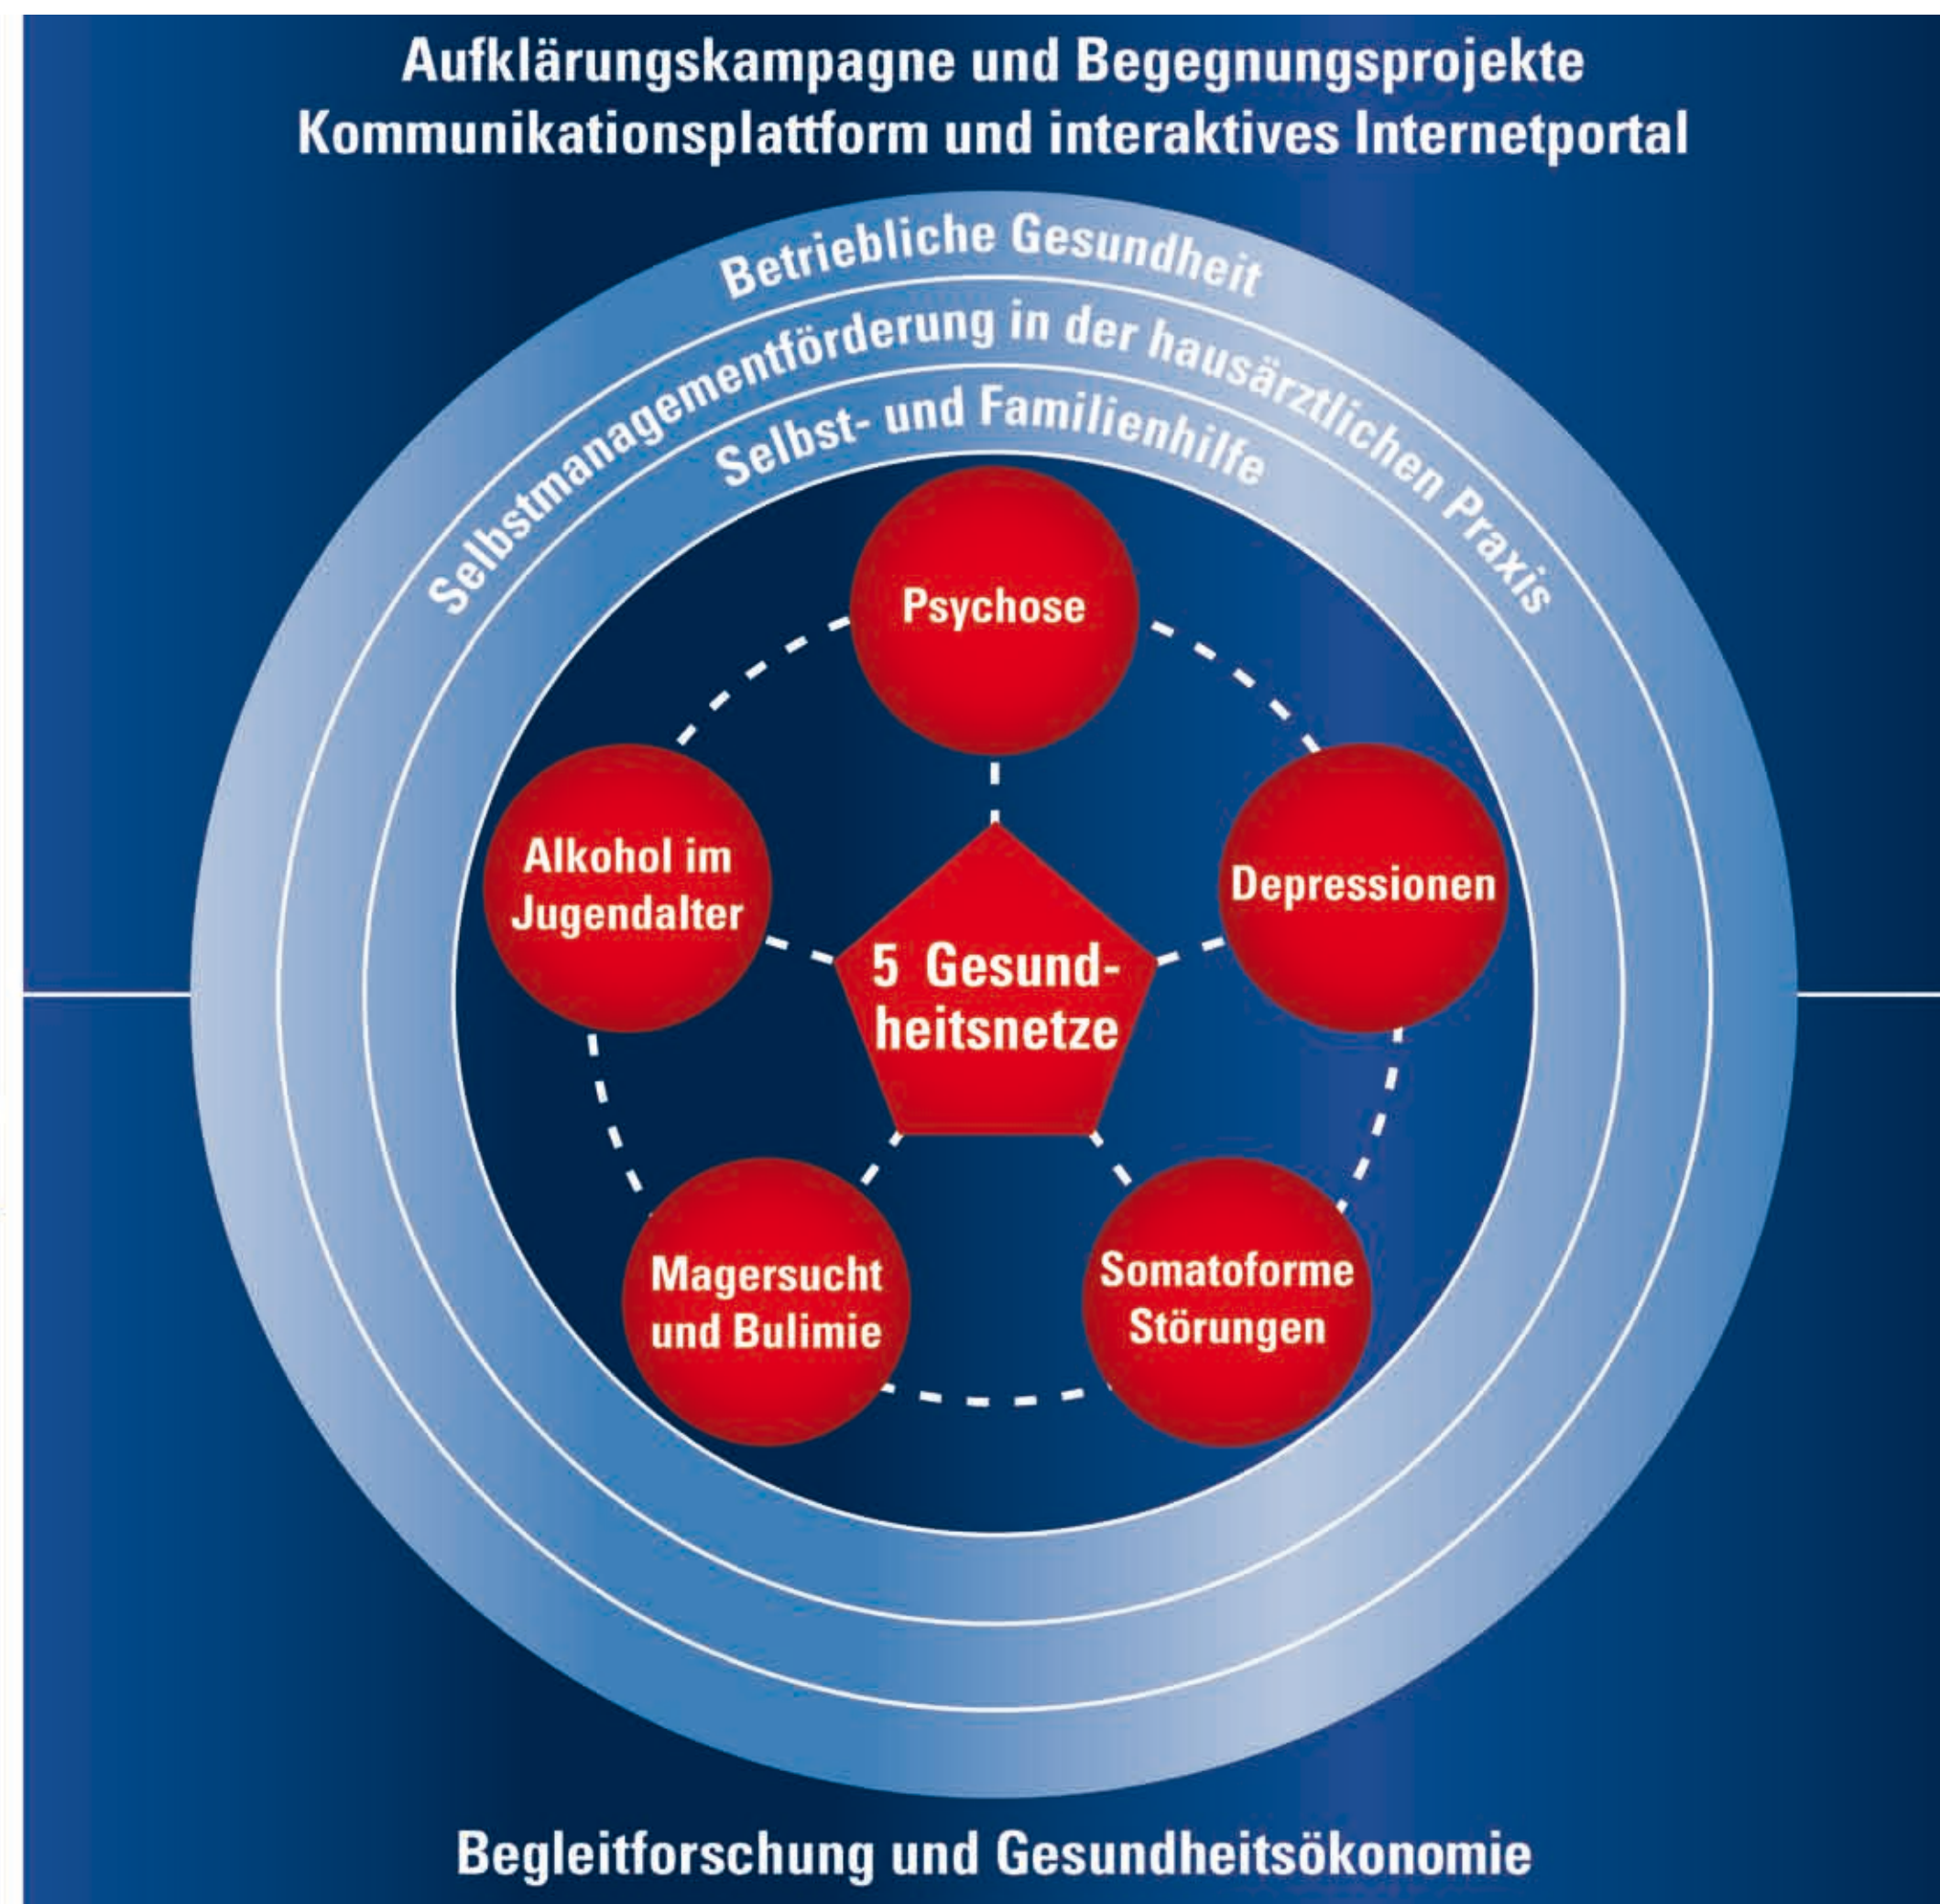 Aufklärungskampagne und Begegnungsprojekte
Kommunikationsplattform und interaktives Internetportal
Betriebliche Gesundheit
Selbstmanagementförderung in der hausärztlichen Praxis
Selbst- und Familienhilfe
Psychose
Alkohol im
Jugendalter
Depressionen
5 Gesund-
heitsnetze
Magersucht
und Bulimie
Somatoforme
Störungen
Begleitforschung und Gesundheitsökonomie